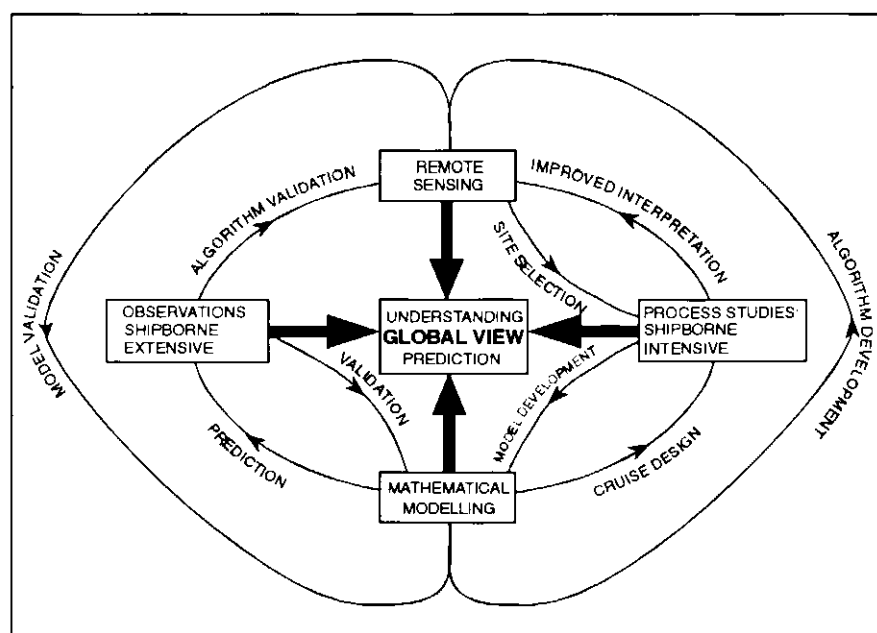 REMOTE
SENSING
ALGORITHM VALIDATION
IMPROVED INTERPRETATION
SITE SELECTION
MODEL VALIDATION
ALGORITHM DEVELOPMENT
OBSERVATIONS
SHIPBORNE
EXTENSIVE
UNDERSTANDING
GLOBAL VIEW
PREDICTION
PROCESS STUDIES:
SHIPBORNE
INTENSIVE
VALIDATION
MODEL DEVELOPMENT
PREDICTION
CRUISE DESIGN
MATHEMATICAL
MODELLING